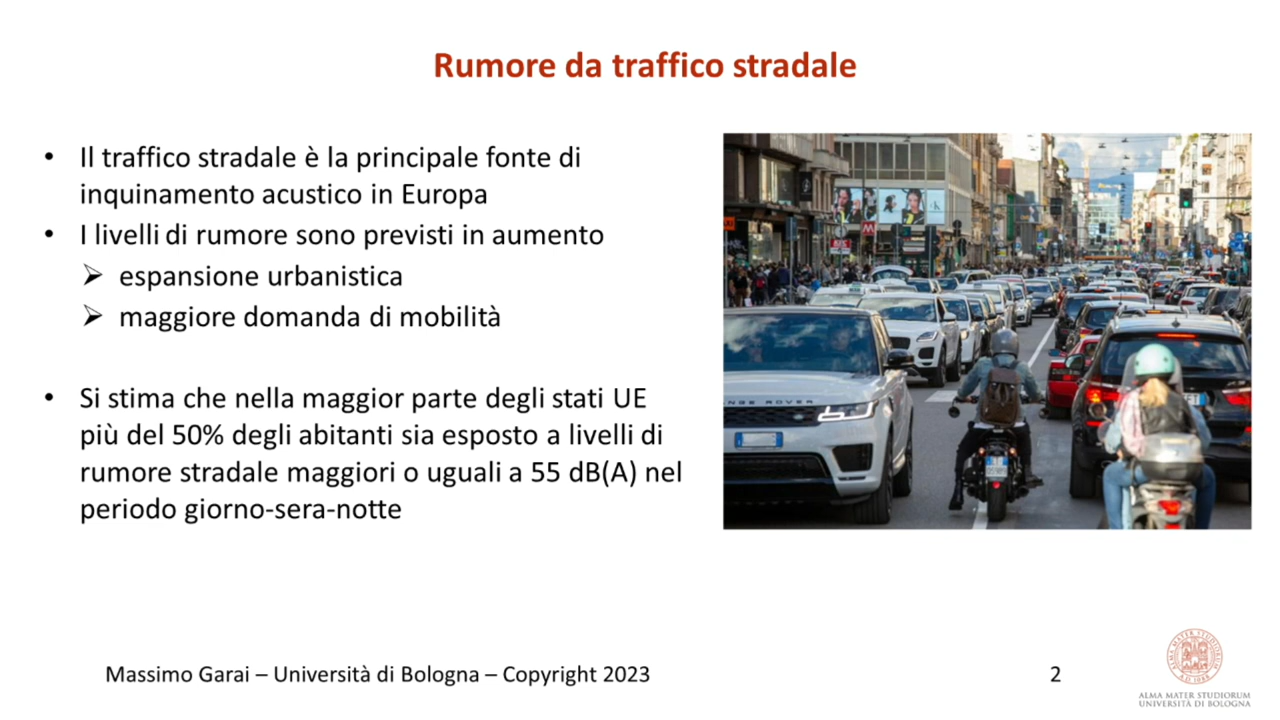 Rumore da traffico stradale
• Il traffico stradale è la principale fonte di
inquinamento acustico in Europa
• I livelli di rumore sono previsti in aumento
➢ espansione urbanistica
➢ maggiore domanda di mobilità
• Si stima che nella maggior parte degli stati UE
più del 50% degli abitanti sia esposto a livelli di
rumore stradale maggiori o uguali a 55 dB(A) nel
periodo giorno-sera-notte
Massimo Garai – Università di Bologna – Copyright 2023
2
ALMA MATER STUDIORUM
UNIVERSITÀ DI BOLOGNA